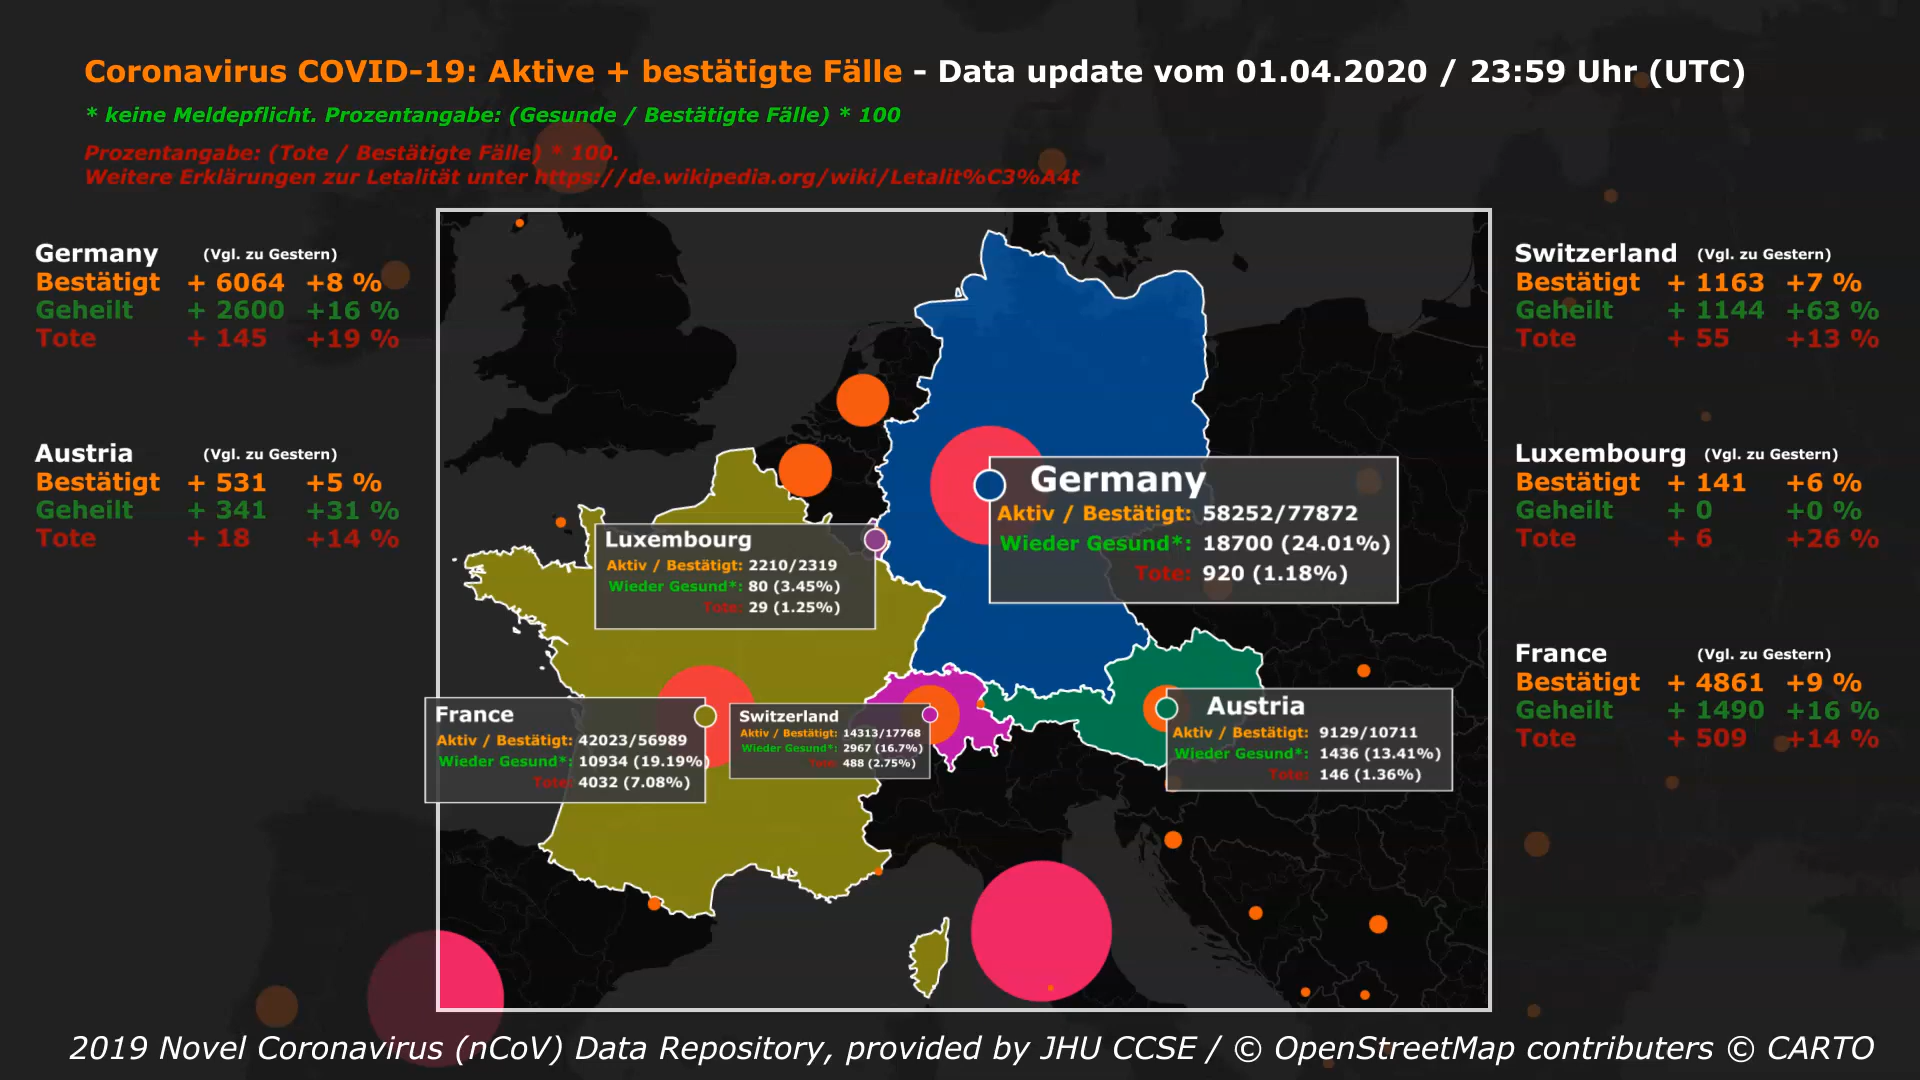 Coronavirus COVID-19: Aktive + bestätigte Fälle - Data update vom 01.04.2020 / 23:59 Uhr (UTC)
* keine Meldepflicht. Prozentangabe: (Gesunde / Bestätigte Fälle) * 100
Prozentangabe: (Tote / Bestätigte Fälle) * 100.
Weitere Erklärungen zur Letalität unter https://de.wikipedia.org/wiki/Letalit%C3%A4t
Germany (Vgl. zu Gestern)
Bestätigt + 6064 +8 %
Geheilt + 2600 +16 %
Tote + 145 +19 %
Austria (Vgl. zu Gestern)
Bestätigt + 531 +5 %
Geheilt + 341 +31 %
Tote + 18 +14 %
Germany
Aktiv / Bestätigt: 58252/77872
Wieder Gesund*: 18700 (24.01%)
Tote: 920 (1.18%)
Luxembourg
Aktiv / Bestätigt: 2210/2319
Wieder Gesund*: 80 (3.45%)
Tote: 29 (1.25%)
France
Aktiv / Bestätigt: 42023/56989
Wieder Gesund*: 10934 (19.19%)
Tote: 4032 (7.08%)
Switzerland
Aktiv / Bestätigt: 14313/17768
Wieder Gesund*: 2967 (16.7%)
Tote: 488 (2.75%)
Austria
Aktiv / Bestätigt: 9129/10711
Wieder Gesund*: 1436 (13.41%)
Tote: 146 (1.36%)
Switzerland (Vgl. zu Gestern)
Bestätigt + 1163 +7 %
Geheilt + 1144 +63 %
Tote + 55 +13 %
Luxembourg (Vgl. zu Gestern)
Bestätigt + 141 +6 %
Geheilt + 0 +0 %
Tote + 6 +26 %
France (Vgl. zu Gestern)
Bestätigt + 4861 +9 %
Geheilt + 1490 +16 %
Tote + 509 +14 %
2019 Novel Coronavirus (nCoV) Data Repository, provided by JHU CCSE / © OpenStreetMap contributors © CARTO